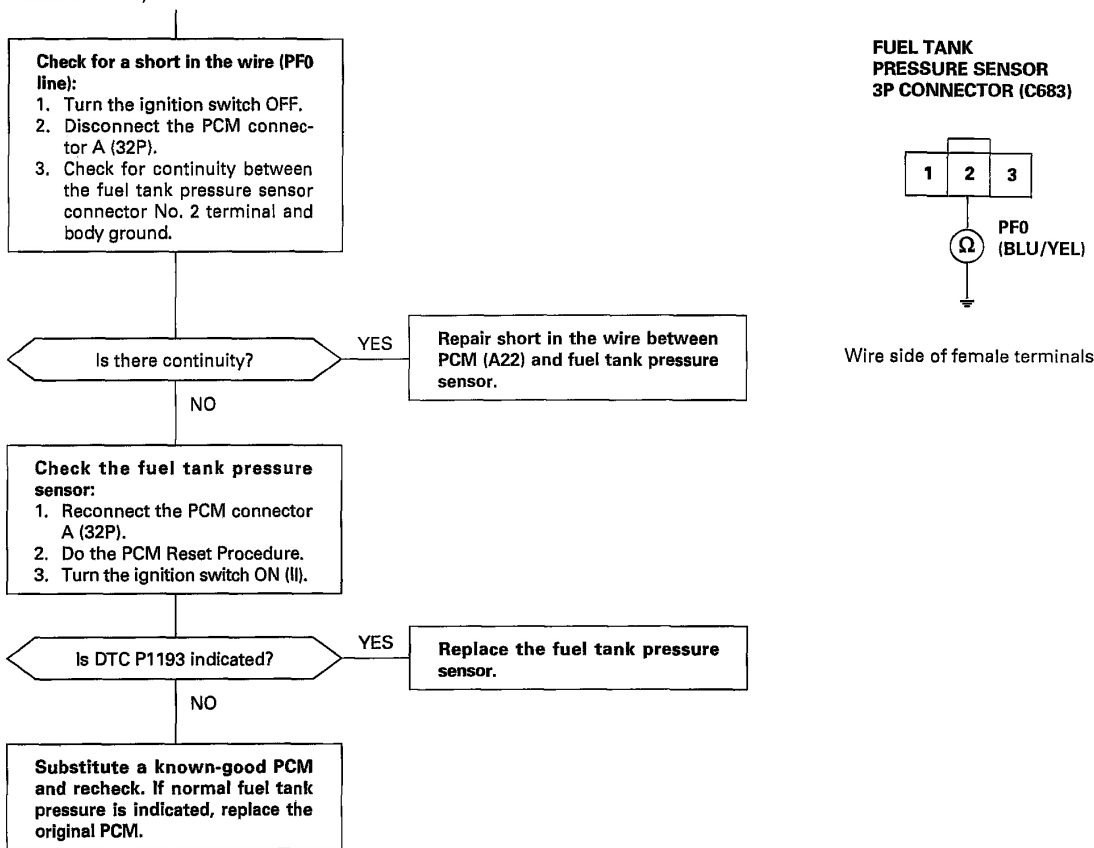 Check for a short in the wire (PF0
line):
1. Turn the ignition switch OFF.
2. Disconnect the PCM connec-
tor A (32P).
3. Check for continuity between
the fuel tank pressure sensor
connector No. 2 terminal and
body ground.
Is there continuity?
YES
Repair short in the wire between
PCM (A22) and fuel tank pressure
sensor.
NO
Check the fuel tank pressure
sensor:
1. Reconnect the PCM connector
A (32P).
2. Do the PCM Reset Procedure.
3. Turn the ignition switch ON (II).
Is DTC P1193 indicated?
YES
Replace the fuel tank pressure
sensor.
NO
Substitute a known-good PCM
and recheck. If normal fuel tank
pressure is indicated, replace the
original PCM.
FUEL TANK
PRESSURE SENSOR
3P CONNECTOR (C683)
1 2 3
Ω
PF0
(BLU/YEL)
Wire side of female terminals